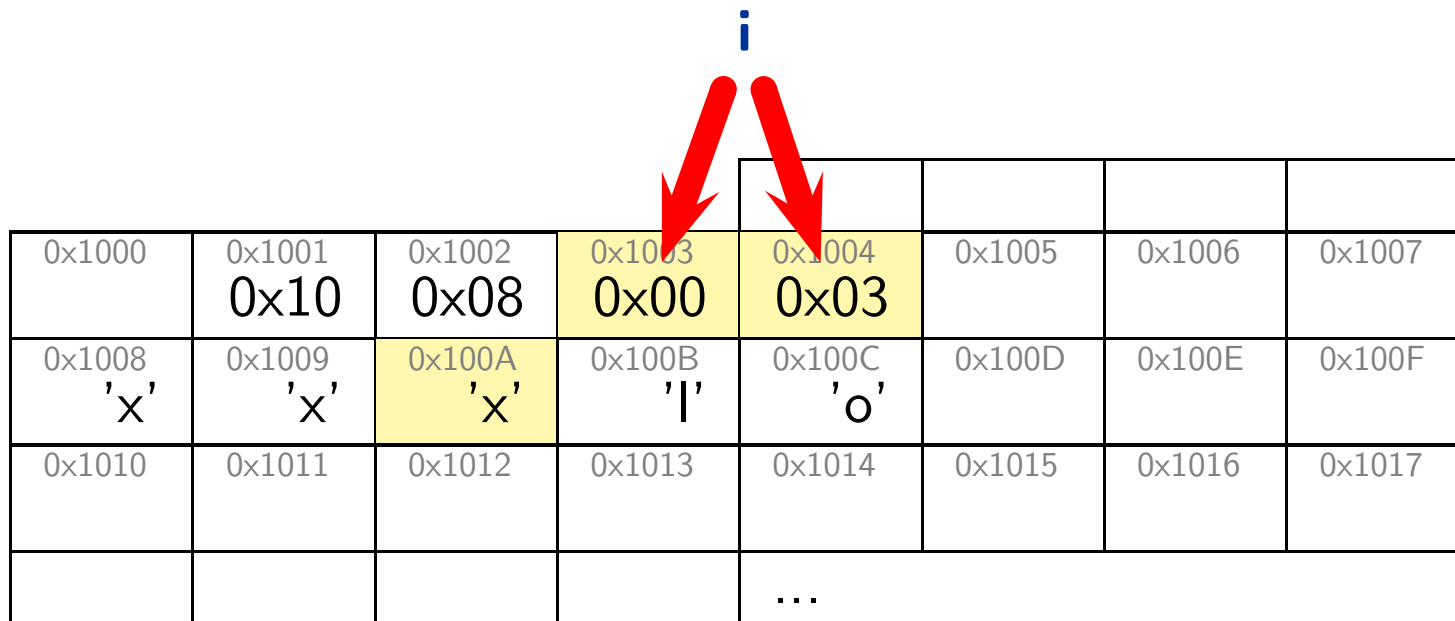 i
0x1000 0x1001 0x1002 0x1003 0x1004 0x1005 0x1006 0x1007
0x10 0x08 0x00 0x03
0x1008 0x1009 0x100A 0x100B 0x100C 0x100D 0x100E 0x100F
'x' 'x' 'x' 'l' 'o'
0x1010 0x1011 0x1012 0x1013 0x1014 0x1015 0x1016 0x1017
...